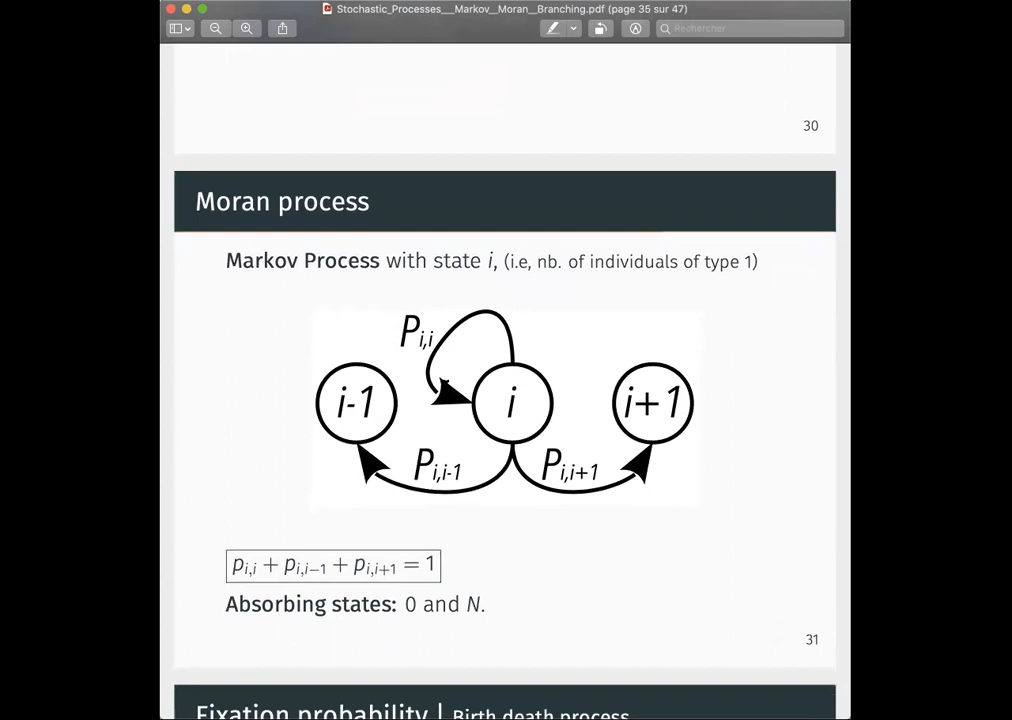 Stochastic_Processes__Markov__Moran__Branching.pdf (page 35 sur 47)
Rechercher
30
Moran process
Markov Process with state i, (i.e, nb. of individuals of type 1)
P_{i,i}
i-1
i
i+1
P_{i,i-1}
P_{i,i+1}
p_{i,i} + p_{i,i−1} + p_{i,i+1} = 1
Absorbing states: 0 and N.
31
Fixation probability | Birth death process